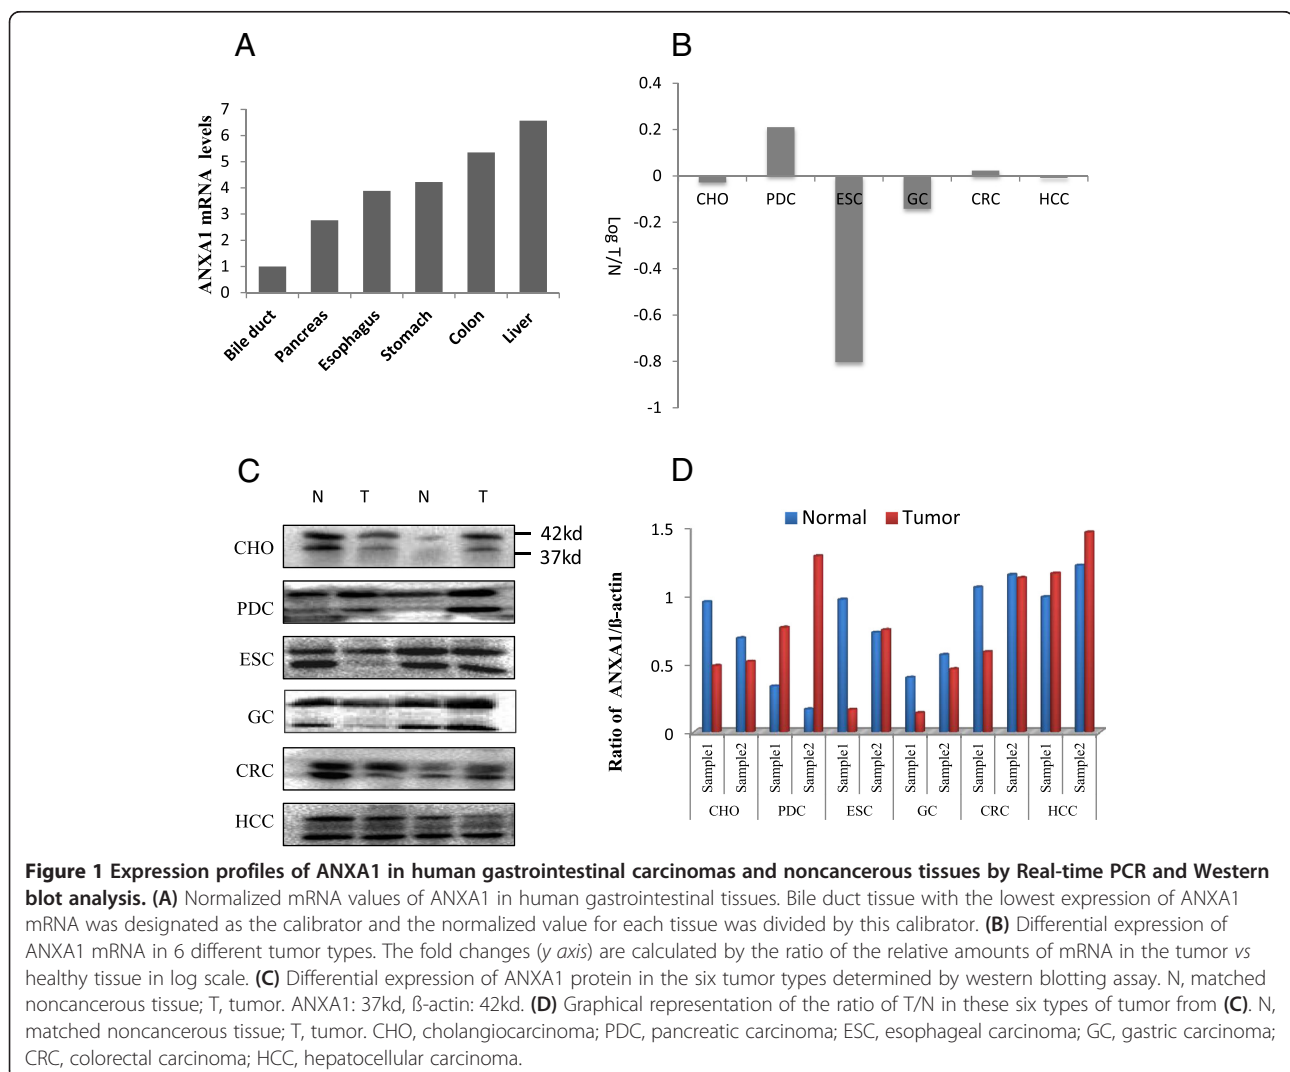 A
ANXA1 mRNA levels
7
6
5
4
3
2
1
0
Bile duct
Pancreas
Esophagus
Stomach
Colon
Liver
B
Log T/N
0.4
0.2
0
-0.2
-0.4
-0.6
-0.8
-1
CHO PDC ESC GC CRC HCC
C
N T N T
CHO
42kd
37kd
PDC
ESC
GC
CRC
HCC
D
Normal Tumor
Ratio of ANXA1/ß-actin
1.5
1
0.5
0
Sample1 Sample2 Sample1 Sample2 Sample1 Sample2 Sample1 Sample2 Sample1 Sample2 Sample1 Sample2
CHO PDC ESC GC CRC HCC
Figure 1 Expression profiles of ANXA1 in human gastrointestinal carcinomas and noncancerous tissues by Real-time PCR and Western
blot analysis. (A) Normalized mRNA values of ANXA1 in human gastrointestinal tissues. Bile duct tissue with the lowest expression of ANXA1
mRNA was designated as the calibrator and the normalized value for each tissue was divided by this calibrator. (B) Differential expression of
ANXA1 mRNA in 6 different tumor types. The fold changes (y axis) are calculated by the ratio of the relative amounts of mRNA in the tumor vs
healthy tissue in log scale. (C) Differential expression of ANXA1 protein in the six tumor types determined by western blotting assay. N, matched
noncancerous tissue; T, tumor. ANXA1: 37kd, ß-actin: 42kd. (D) Graphical representation of the ratio of T/N in these six types of tumor from (C). N,
matched noncancerous tissue; T, tumor. CHO, cholangiocarcinoma; PDC, pancreatic carcinoma; ESC, esophageal carcinoma; GC, gastric carcinoma;
CRC, colorectal carcinoma; HCC, hepatocellular carcinoma.